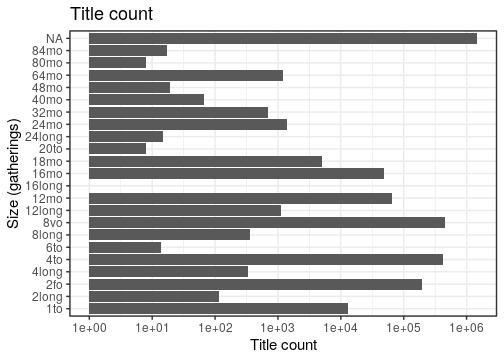 Title count
NA
84mo
80mo
64mo
48mo
40mo
32mo
24mo
24long
20to
18mo
16mo
16long
12mo
12long
8vo
8long
6to
4to
4long
2fo
2long
1to
Size (gatherings)
1e+00 1e+01 1e+02 1e+03 1e+04 1e+05 1e+06
Title count